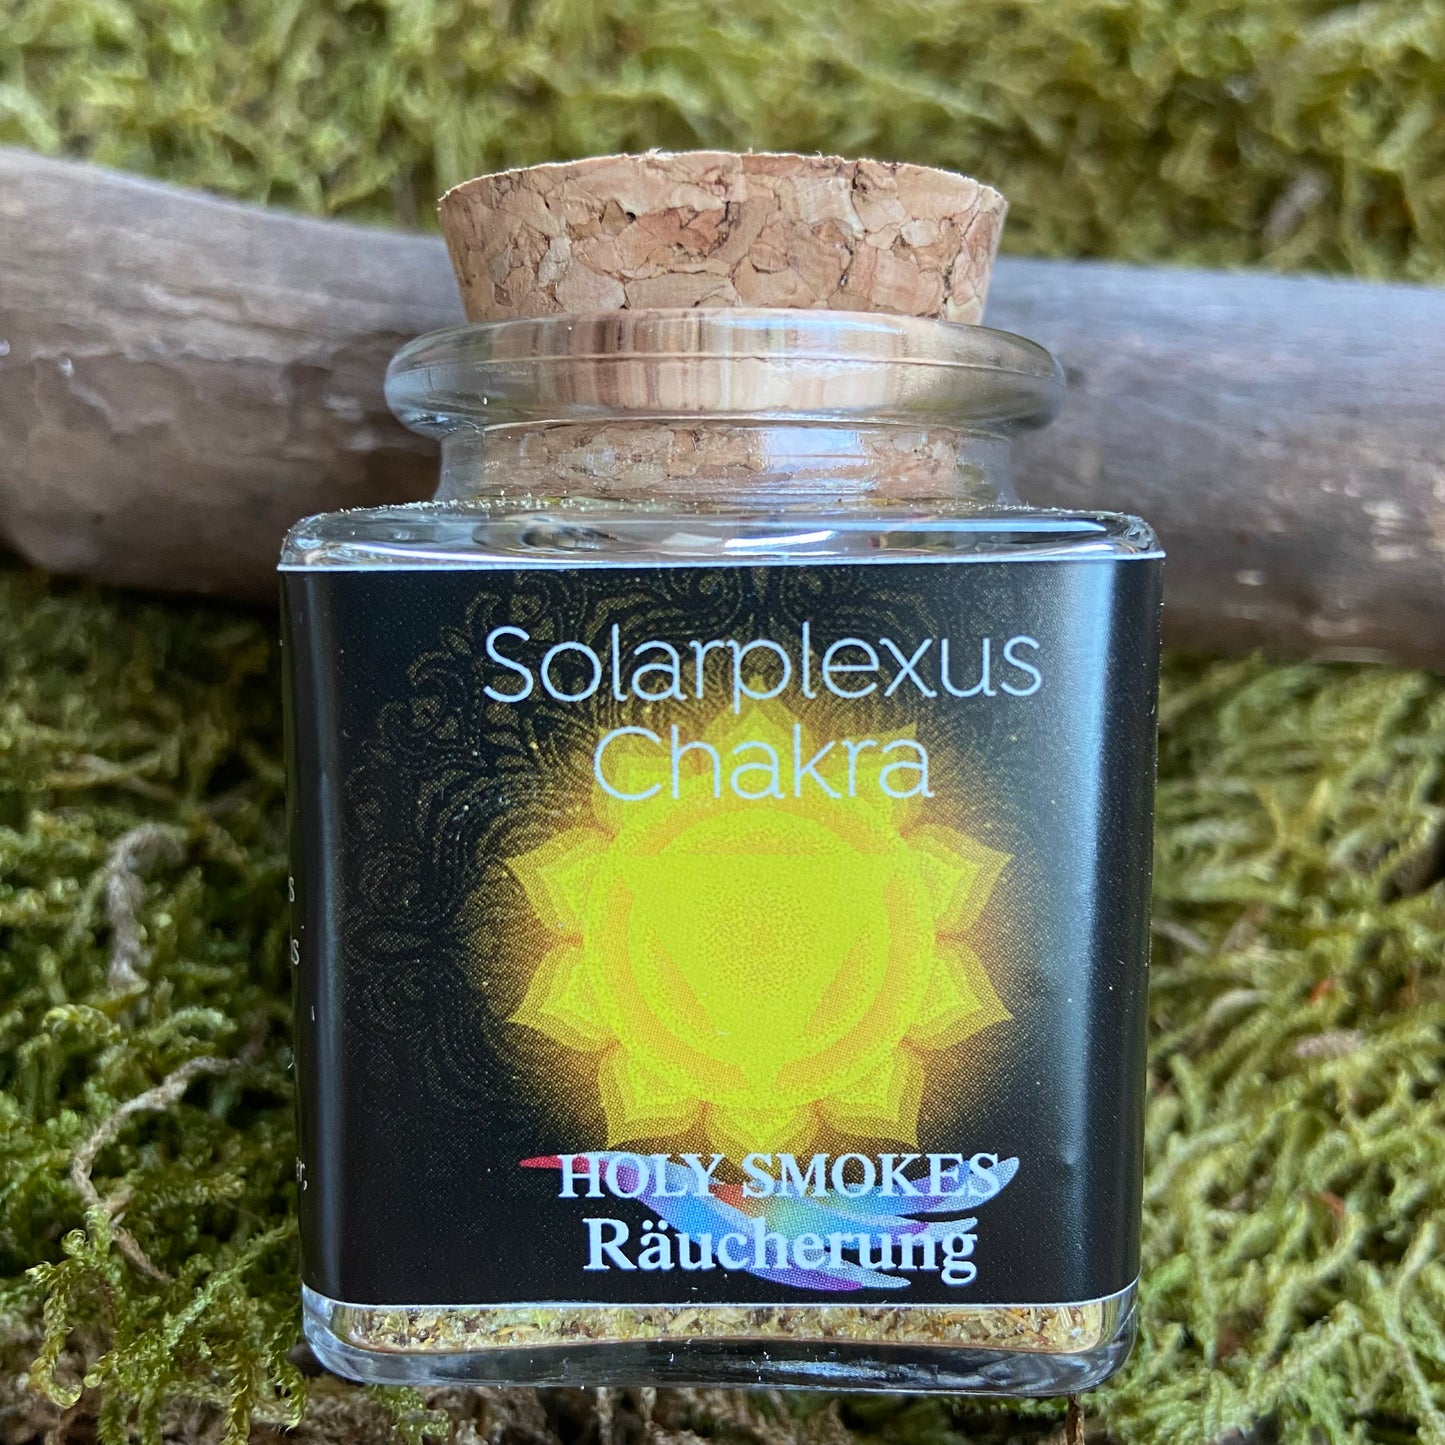 Solarplexus
Chakra
HOLY SMOKES
Räucherung